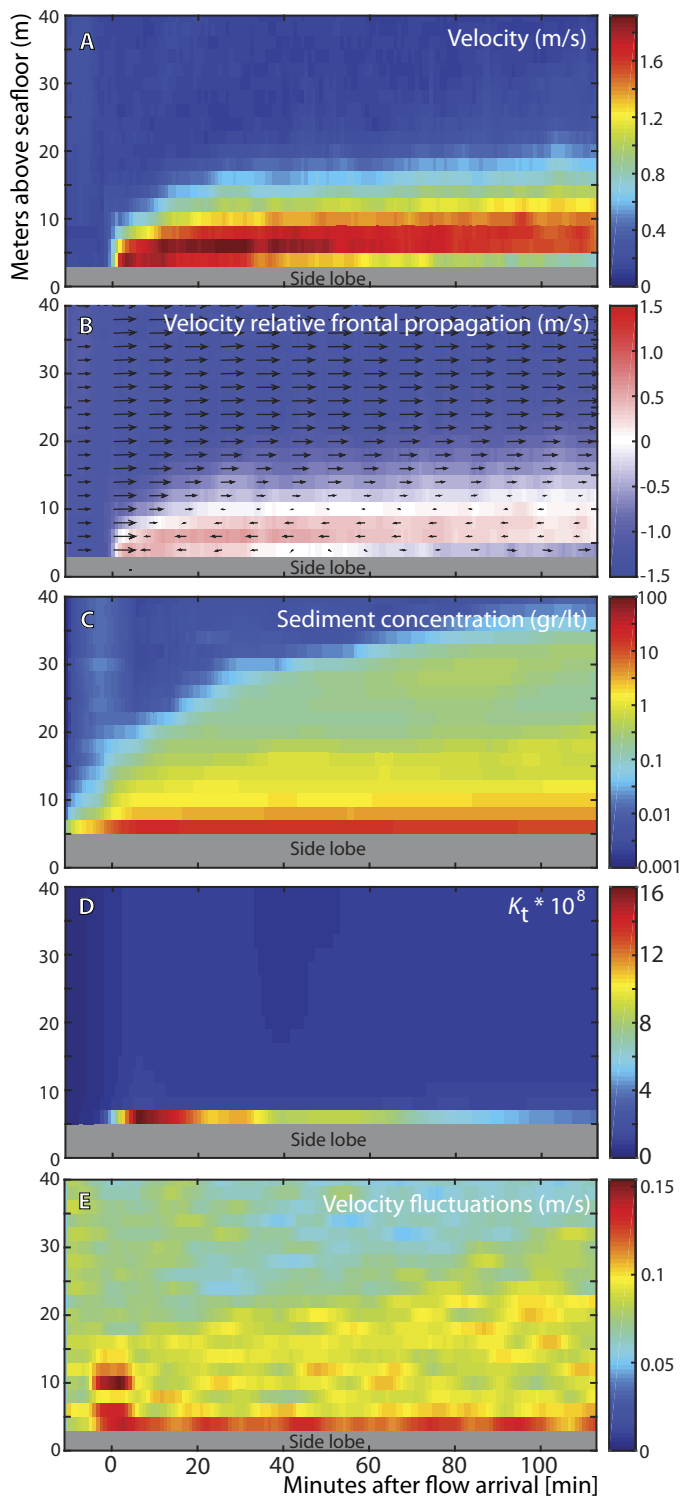 Meters above seafloor (m)
A
Velocity (m/s)
40
30
20
10
0
Side lobe
1.6
1.2
0.8
0.4
0
B
Velocity relative frontal propagation (m/s)
40
30
20
10
0
Side lobe
1.5
1.0
0.5
0
-0.5
-1.0
-1.5
C
Sediment concentration (gr/lt)
40
30
20
10
0
Side lobe
100
10
1
0.1
0.01
0.001
D
Kt * 10^8
40
30
20
10
0
Side lobe
16
12
8
4
0
E
Velocity fluctuations (m/s)
40
30
20
10
0
Side lobe
0.15
0.1
0.05
0
0 20 40 60 80 100
Minutes after flow arrival [min]